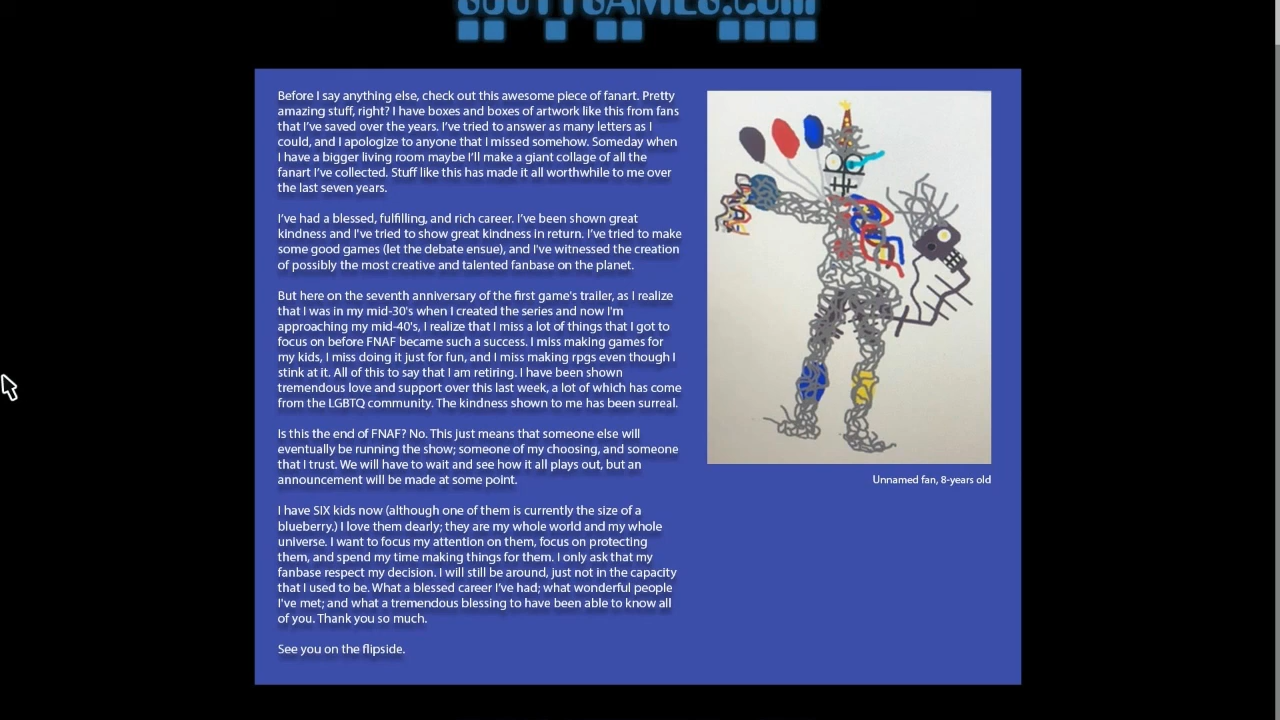 SCOTTGAMES.COM
Before I say anything else, check out this awesome piece of fanart. Pretty
amazing stuff, right? I have boxes and boxes of artwork like this from fans
that I've saved over the years. I've tried to answer as many letters as I
could, and I apologize to anyone that I missed somehow. Someday when
I have a bigger living room maybe I'll make a giant collage of all the
fanart I've collected. Stuff like this has made it all worthwhile to me over
the last seven years.
I've had a blessed, fulfilling, and rich career. I've been shown great
kindness and I've tried to show great kindness in return. I've tried to make
some good games (let the debate ensue), and I've witnessed the creation
of possibly the most creative and talented fanbase on the planet.
But here on the seventh anniversary of the first game's trailer, as I realize
that I was in my mid-30's when I created the series and now I'm
approaching my mid-40's, I realize that I miss a lot of things that I got to
focus on before FNAF became such a success. I miss making games for
my kids, I miss doing it just for fun, and I miss making rpgs even though I
stink at it. All of this to say that I am retiring. I have been shown
tremendous love and support over this last week, a lot of which has come
from the LGBTQ community. The kindness shown to me has been surreal.
Is this the end of FNAF? No. This just means that someone else will
eventually be running the show; someone of my choosing, and someone
that I trust. We will have to wait and see how it all plays out, but an
announcement will be made at some point.
I have SIX kids now (although one of them is currently the size of a
blueberry.) I love them dearly; they are my whole world and my whole
universe. I want to focus my attention on them, focus on protecting
them, and spend my time making things for them. I only ask that my
fanbase respect my decision. I will still be around, just not in the capacity
that I used to be. What a blessed career I've had; what wonderful people
I've met; and what a tremendous blessing to have been able to know all
of you. Thank you so much.
See you on the flipside.
Unnamed fan, 8-years old